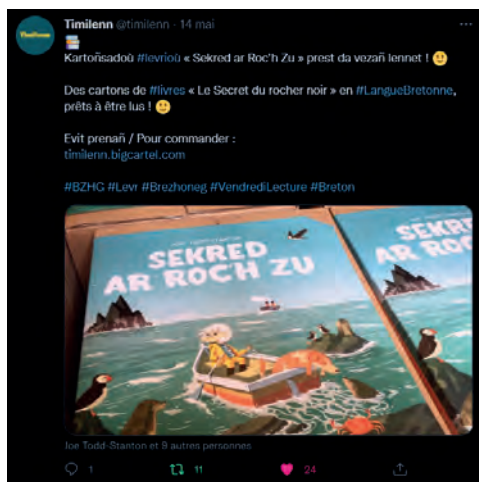 Timilenn @timilenn · 14 mai
Kartoñsadoù #levrioù « Sekred ar Roc'h Zu » prest da vezañ lennet !
Des cartons de #livres « Le Secret du rocher noir » en #LangueBretonne,
prêts à être lus !
Evit prenañ / Pour commander :
timilenn.bigcartel.com
#BZHG #Levr #Brezhoneg #VendrediLecture #Breton
SEKRED
AR ROC'H ZU
SEKR
AR RO
Joe Todd-Stanton et 9 autres personnes
1
11
24